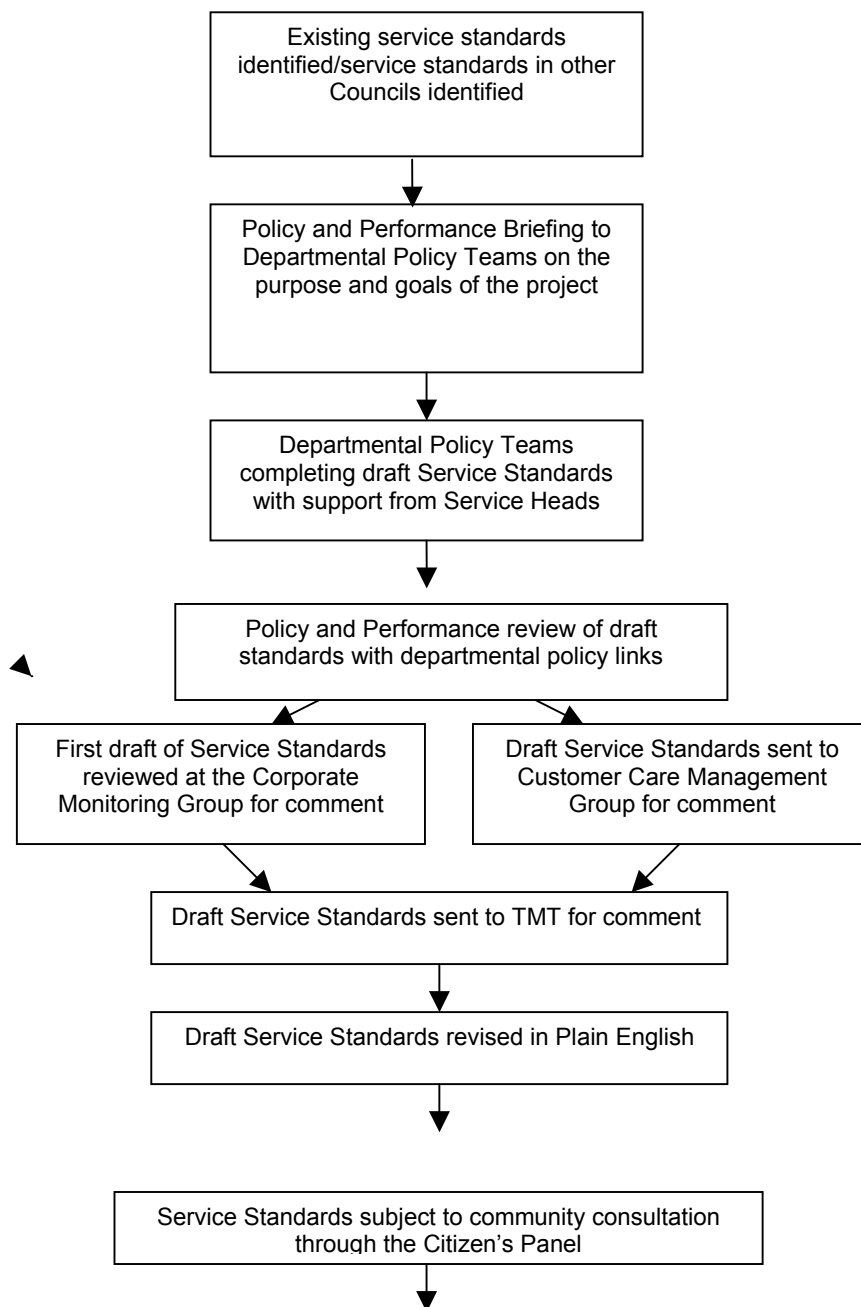 Existing service standards
identified/service standards in other
Councils identified
Policy and Performance Briefing to
Departmental Policy Teams on the
purpose and goals of the project
Departmental Policy Teams
completing draft Service Standards
with support from Service Heads
Policy and Performance review of draft
standards with departmental policy links
First draft of Service Standards
reviewed at the Corporate
Monitoring Group for comment
Draft Service Standards sent to
Customer Care Management
Group for comment
Draft Service Standards sent to TMT for comment
Draft Service Standards revised in Plain English
Service Standards subject to community consultation
through the Citizen’s Panel